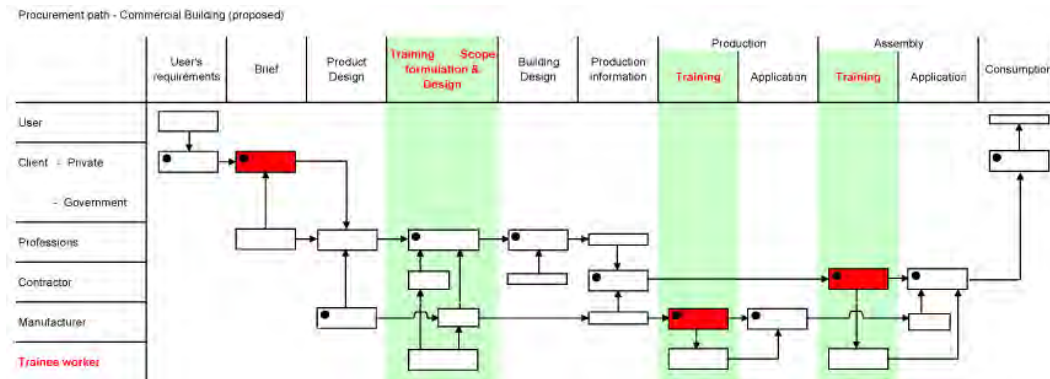 Procurement path - Commercial Building (proposed)
Production
Assembly
User's
requirements
Brief
Product
Design
Training Scope
formulation &
Design
Building
Design
Production
information
Training
Application
Training
Application
Consumption
User
Client - Private
- Government
Professions
Contractor
Manufacturer
Trainee worker